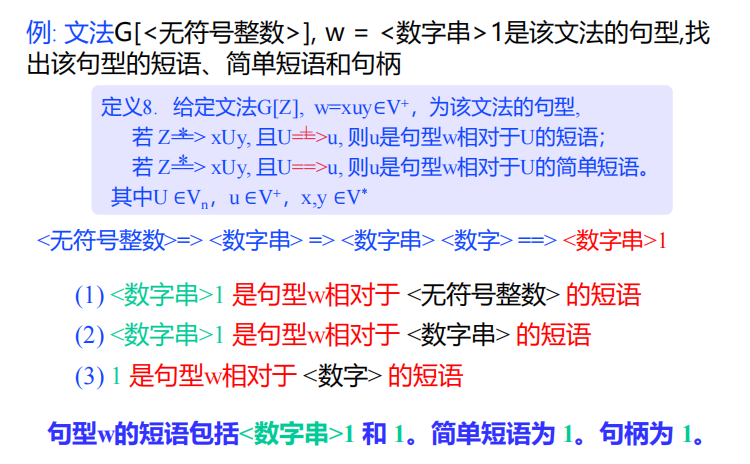 例: 文法G[<无符号整数>], w = <数字串>1是该文法的句型,找
出该句型的短语、简单短语和句柄
定义8. 给定文法G[Z], w=xuy∈V⁺，为该文法的句型,
若 Z=*=> xUy, 且U=+=>u, 则u是句型w相对于U的短语；
若 Z=*=> xUy, 且U==>u, 则u是句型w相对于U的简单短语。
其中U ∈Vₙ，u ∈V⁺，x,y ∈V*
<无符号整数>=> <数字串> => <数字串> <数字> ==> <数字串>1
(1) <数字串>1 是句型w相对于 <无符号整数> 的短语
(2) <数字串>1 是句型w相对于 <数字串> 的短语
(3) 1 是句型w相对于 <数字> 的短语
句型w的短语包括<数字串>1 和 1。简单短语为 1。句柄为 1。